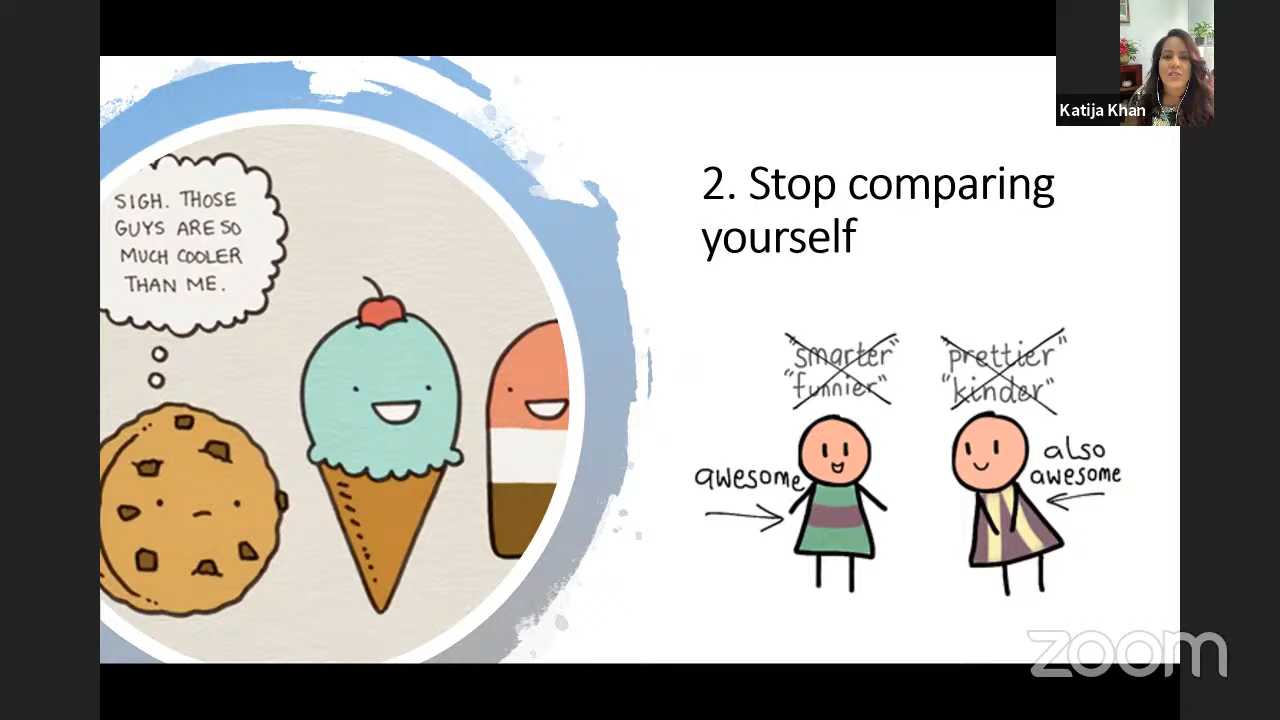 Katija Khan
2. Stop comparing
yourself
SIGH. THOSE
GUYS ARE SO
MUCH COOLER
THAN ME.
"smarter"
"funnier"
"prettier"
"kinder"
awesome
also
awesome
zoom